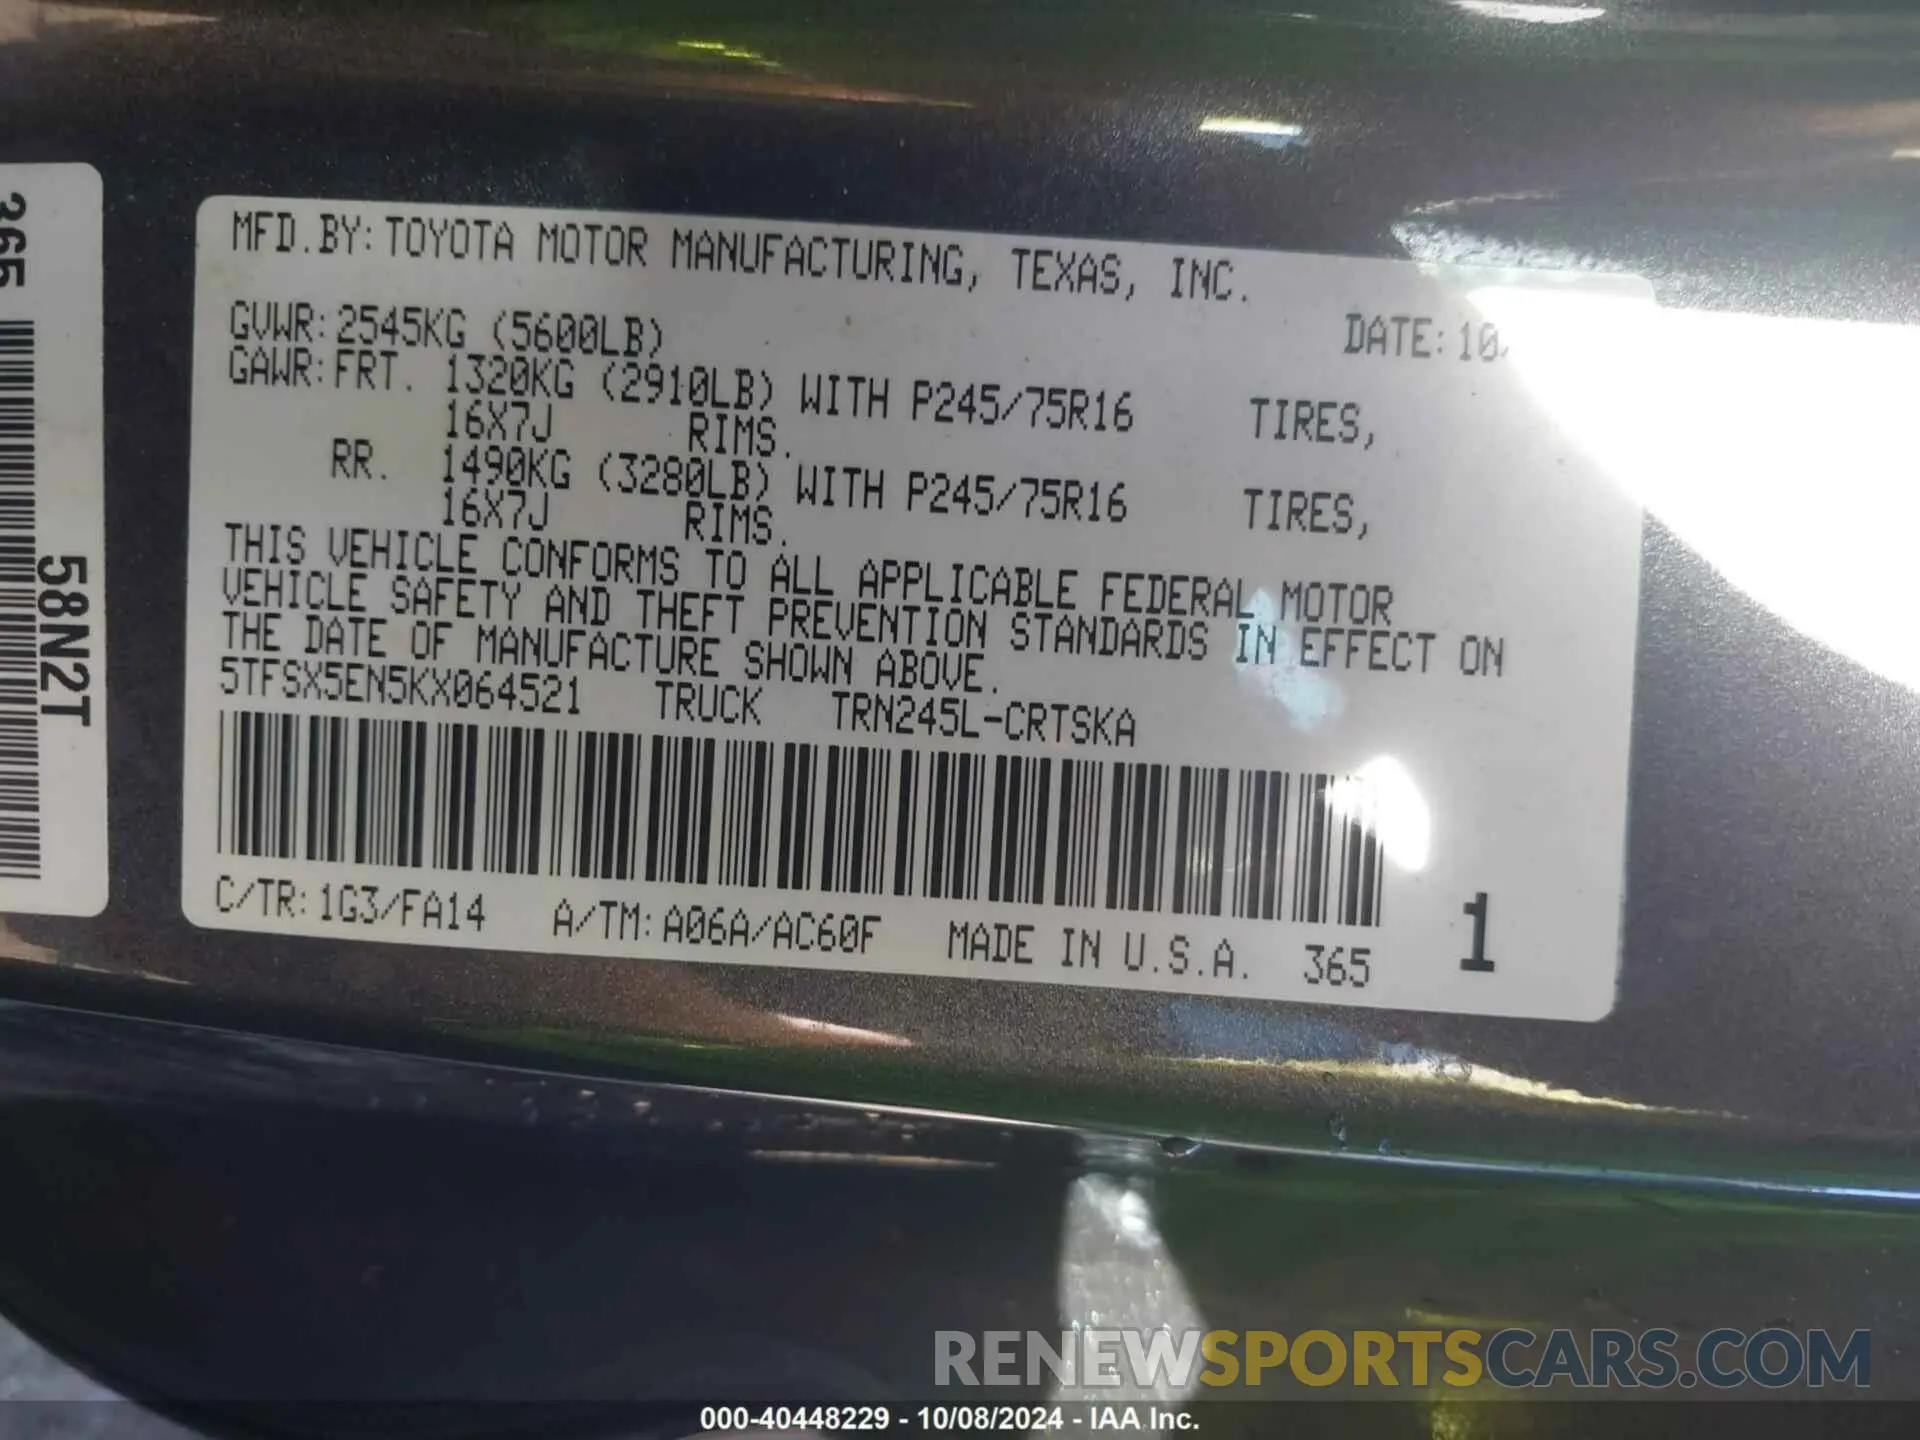 MFD.BY: TOYOTA MOTOR MANUFACTURING, TEXAS, INC.
GVWR: 2545KG (5600LB) DATE: 10
GAWR: FRT. 1320KG (2910LB) WITH P245/75R16 TIRES,
16X7J RIMS.
RR. 1490KG (3280LB) WITH P245/75R16 TIRES,
16X7J RIMS.
THIS VEHICLE CONFORMS TO ALL APPLICABLE FEDERAL MOTOR
VEHICLE SAFETY AND THEFT PREVENTION STANDARDS IN EFFECT ON
THE DATE OF MANUFACTURE SHOWN ABOVE.
5TFSX5EN5KX064521 TRUCK TRN245L-CRTSKA
C/TR: 1G3/FA14 A/TM: A06A/AC60F MADE IN U.S.A. 365 1
365
58N2T
RENEWSPORTSCARS.COM
000-40448229 - 10/08/2024 - IAA Inc.